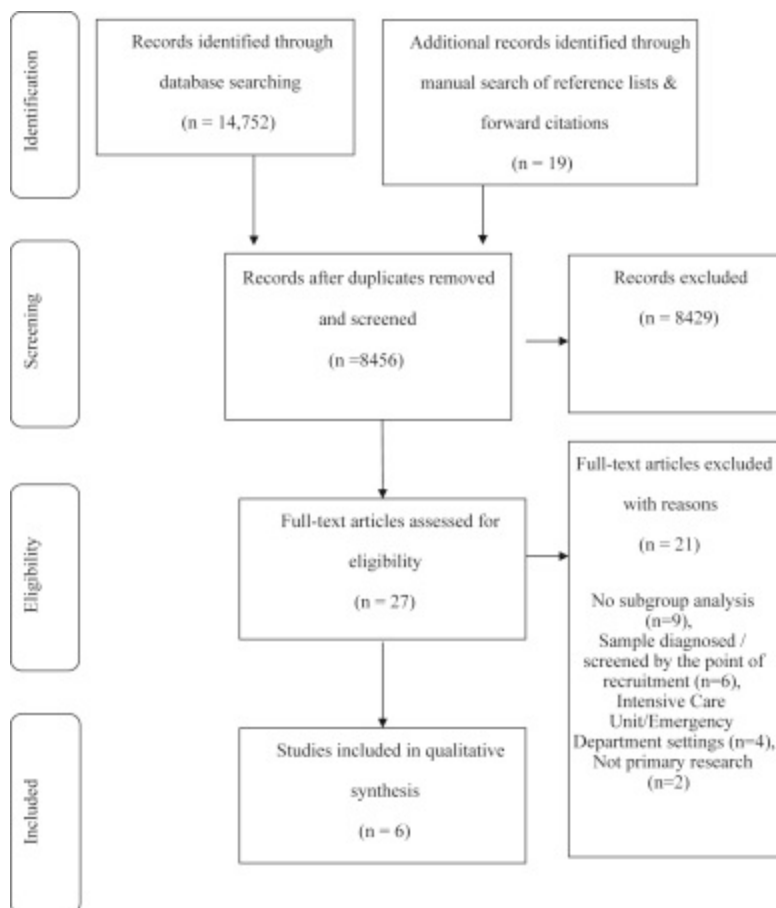 Identification
Records identified through
database searching
(n = 14,752)
Additional records identified through
manual search of reference lists &
forward citations
(n = 19)
Screening
Records after duplicates removed
and screened
(n =8456)
Records excluded
(n = 8429)
Eligibility
Full-text articles assessed for
eligibility
(n = 27)
Full-text articles excluded
with reasons
(n = 21)
No subgroup analysis
(n=9),
Sample diagnosed /
screened by the point of
recruitment (n=6),
Intensive Care
Unit/Emergency
Department settings (n=4),
Not primary research
(n=2)
Included
Studies included in qualitative
synthesis
(n = 6)